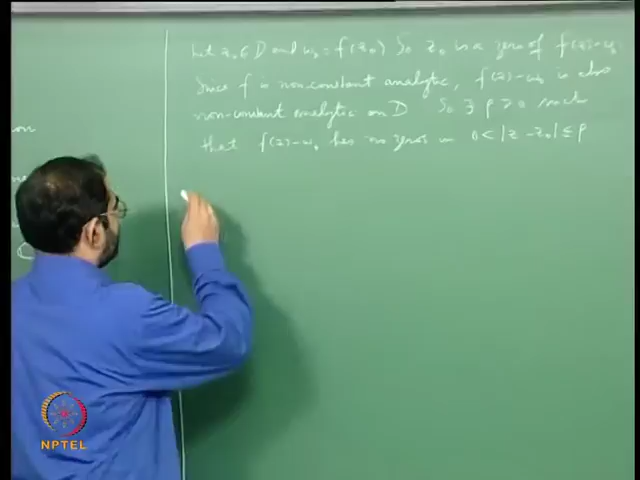 Let z₀ ∈ D and w₀ = f(z₀) So z₀ is a zero of f(z)-w₀
Since f is non-constant analytic, f(z)-w₀ is also
non-constant analytic on D So ∃ ρ > 0 such
that f(z)-w₀ has no zeros in 0 < |z - z₀| ≤ ρ
on
NPTEL